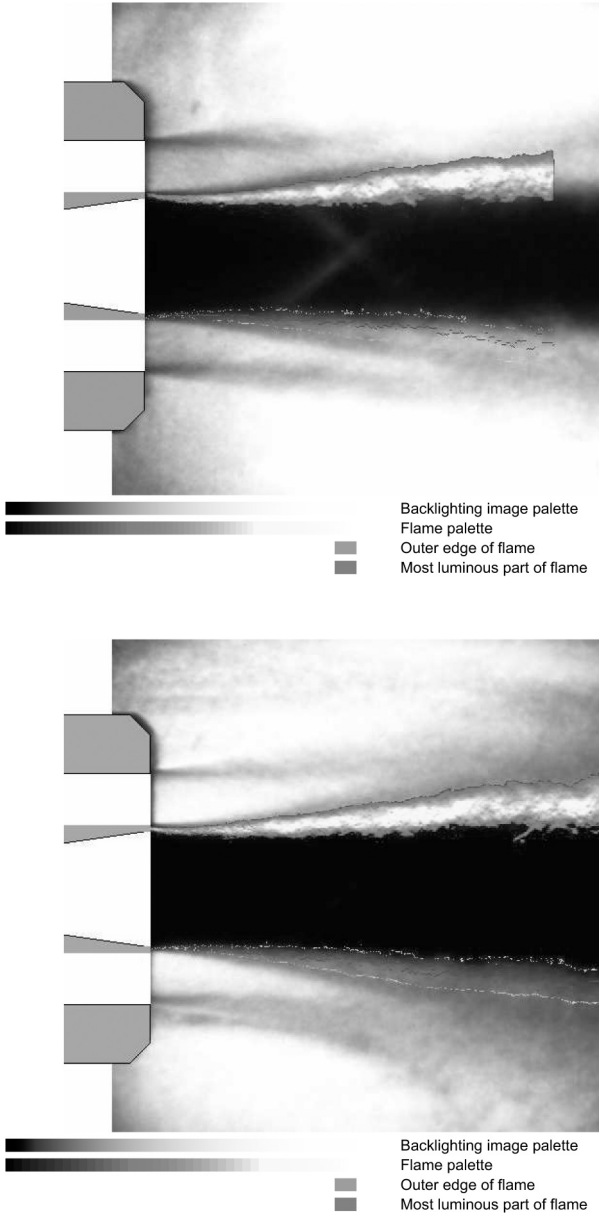 Backlighting image palette
Flame palette
Outer edge of flame
Most luminous part of flame
Backlighting image palette
Flame palette
Outer edge of flame
Most luminous part of flame